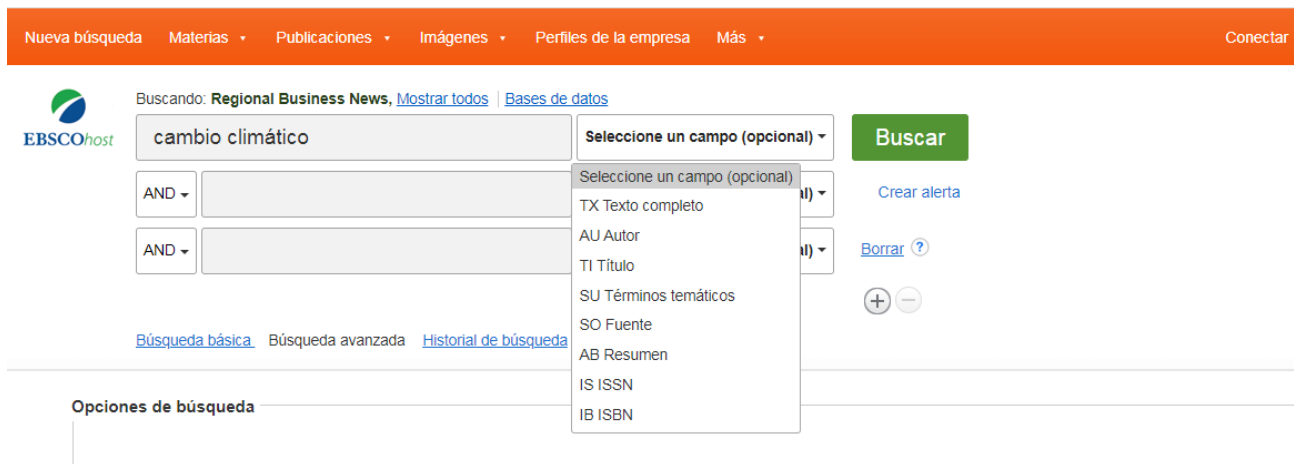 Nueva búsqueda Materias Publicaciones Imágenes Perfiles de la empresa Más Conectar
Buscando: Regional Business News, Mostrar todos Bases de datos
EBSCOhost
cambio climático Seleccione un campo (opcional) Buscar
Seleccione un campo (opcional)
AND al) Crear alerta
TX Texto completo
AU Autor
AND al) Borrar ?
TI Título
SU Términos temáticos
SO Fuente
Búsqueda básica Búsqueda avanzada Historial de búsqueda
AB Resumen
IS ISSN
IB ISBN
Opciones de búsqueda